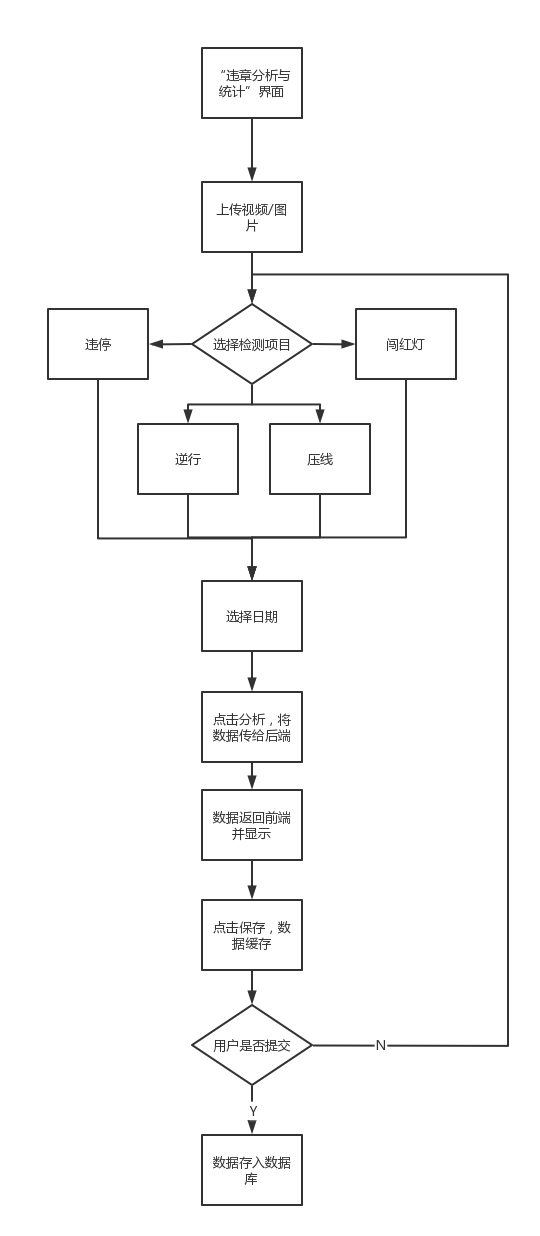 “违章分析与
统计”界面
上传视频/图
片
违停
选择检测项目
闯红灯
逆行
压线
选择日期
点击分析，将
数据传给后端
数据返回前端
并显示
点击保存，数
据缓存
用户是否提交
N
Y
数据存入数据
库